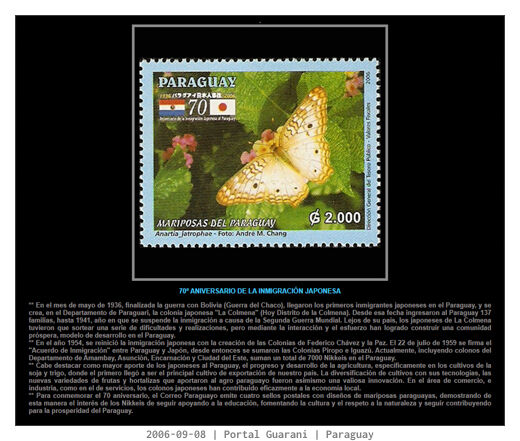 PARAGUAY
1936 パラグアイ日本人移住 2006
70
Aniversario de la Inmigración Japonesa al Paraguay
2006
Dirección General del Tesoro Público - Valores Fiscales
MARIPOSAS DEL PARAGUAY
Anartia_jatrophae - Foto: Andre M. Chang
₲ 2.000
70º ANIVERSARIO DE LA INMIGRACIÓN JAPONESA
** En el mes de mayo de 1936, finalizada la guerra con Bolivia (Guerra del Chaco), llegaron los primeros inmigrantes japoneses en el Paraguay, y se
crea, en el Departamento de Paraguari, la colonia japonesa "La Colmena" (Hoy Distrito de la Colmena). Desde esa fecha ingresaron al Paraguay 137
familias, hasta 1941, año en que se suspende la inmigración a causa de la Segunda Guerra Mundial. Lejos de su país, los japoneses de La Colmena
tuvieron que sortear una serie de dificultades y realizaciones, pero mediante la interacción y el esfuerzo han logrado construir una comunidad
próspera, modelo de desarrollo en el Paraguay.
** En el año 1954, se reinició la inmigración japonesa con la creación de las Colonias de Federico Chávez y la Paz. El 22 de julio de 1959 se firma el
"Acuerdo de Inmigración" entre Paraguay y Japón, desde entonces se sumaron las Colonias Pirapo e Iguazú. Actualmente, incluyendo colonos del
Departamento de Amambay, Asunción, Encarnación y Ciudad del Este, suman un total de 7000 Nikkeis en el Paraguay.
** Cabe destacar como mayor aporte de los japoneses al Paraguay, el progreso y desarrollo de la agricultura, específicamente en los cultivos de la
soja y trigo, donde el primero llegó a ser el principal cultivo de exportación de nuestro país. La diversificación de cultivos con sus tecnologías, las
nuevas variedades de frutas y hortalizas que aportaron al agro paraguayo fueron asimismo una valiosa innovación. En el área de comercio, e
industria, como en el de servicios, los colonos japoneses han contribuido eficazmente a la economía local.
** Para conmemorar el 70 aniversario, el Correo Paraguayo emite cuatro sellos postales con diseños de mariposas paraguayas, demostrando de
esta manera el interés de los Nikkeis de seguir apoyando a la educación, fomentando la cultura y el respeto a la naturaleza y seguir contribuyendo
para la prosperidad del Paraguay.
2006-09-08 | Portal Guarani | Paraguay